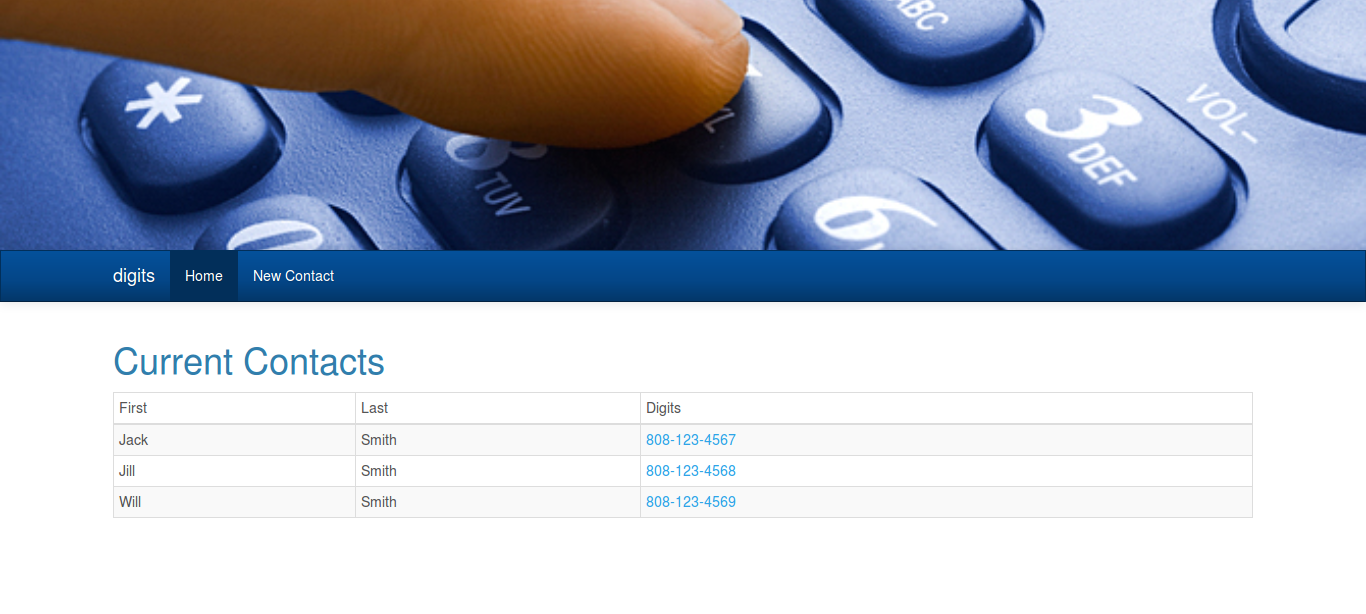 ABC
*
3
DEF
VOL–
8
TUV
6
0
digits Home New Contact
Current Contacts
First Last Digits
Jack Smith 808-123-4567
Jill Smith 808-123-4568
Will Smith 808-123-4569